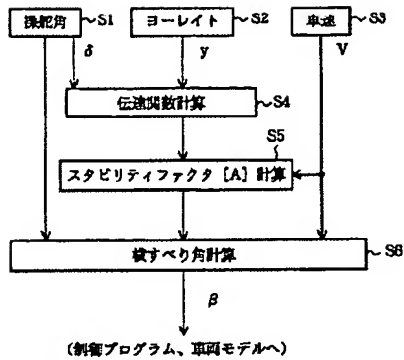 操舵角 S1
ヨーレイト S2
車速 S3
δ
y
V
伝達関数計算 S4
S5
スタビリティファクタ [A] 計算
横すべり角計算 S6
β
(制御プログラム、車両モデルへ)